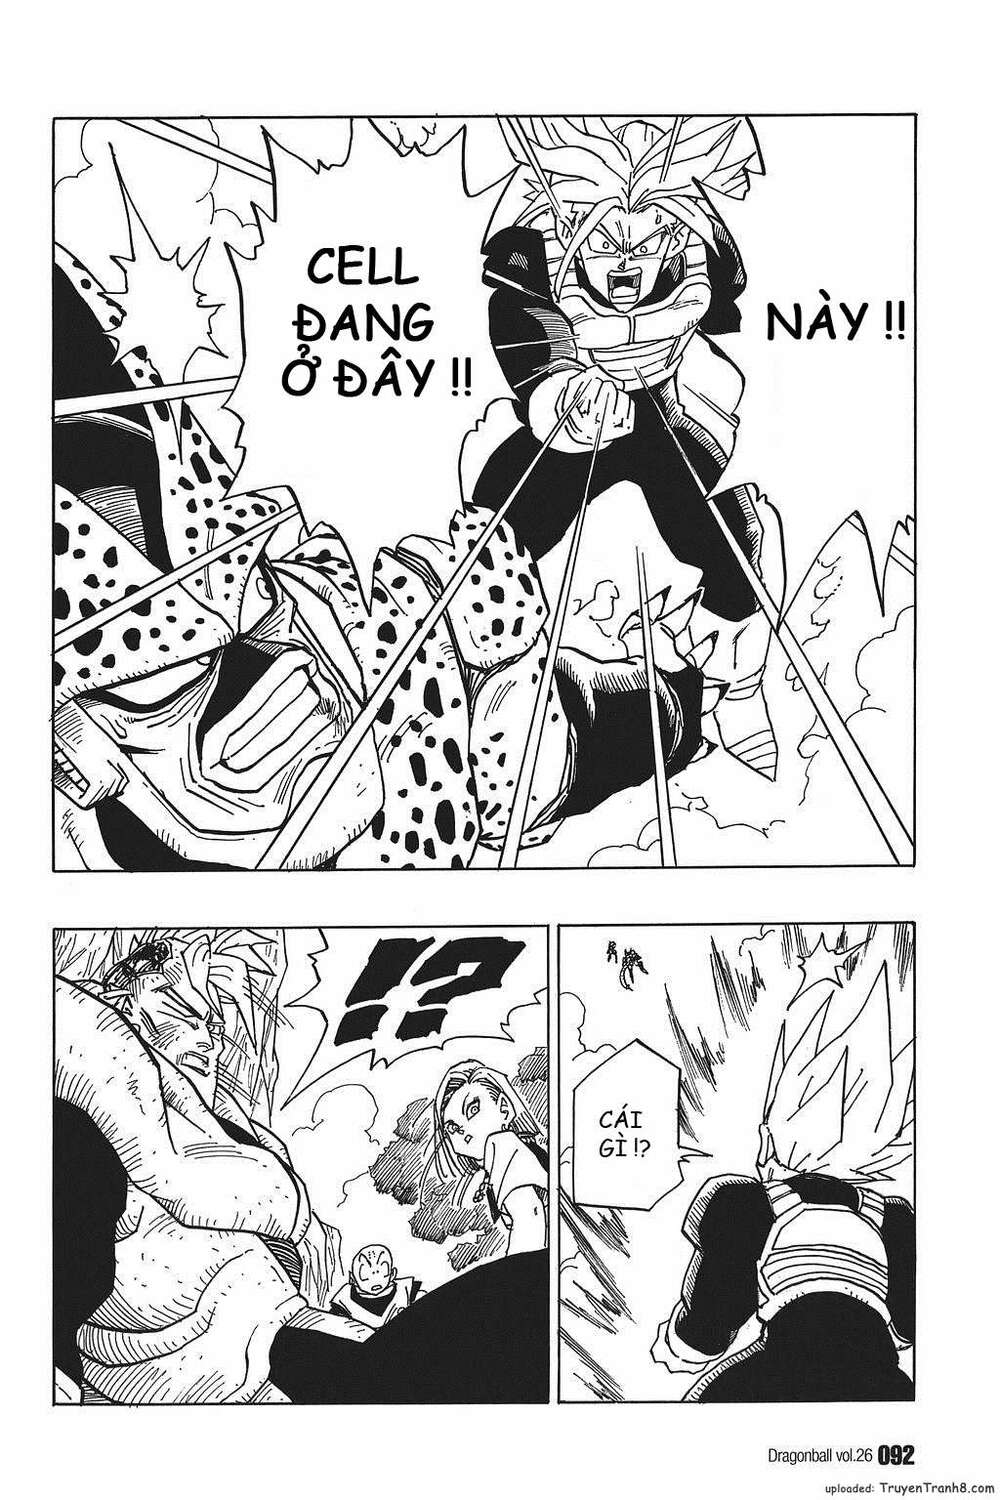 NÀY !!
CELL
ĐANG
Ở ĐÂY !!
CÁI
GÌ !?
!?
Dragonball vol.26 092
uploaded: TruyenTranh8.com